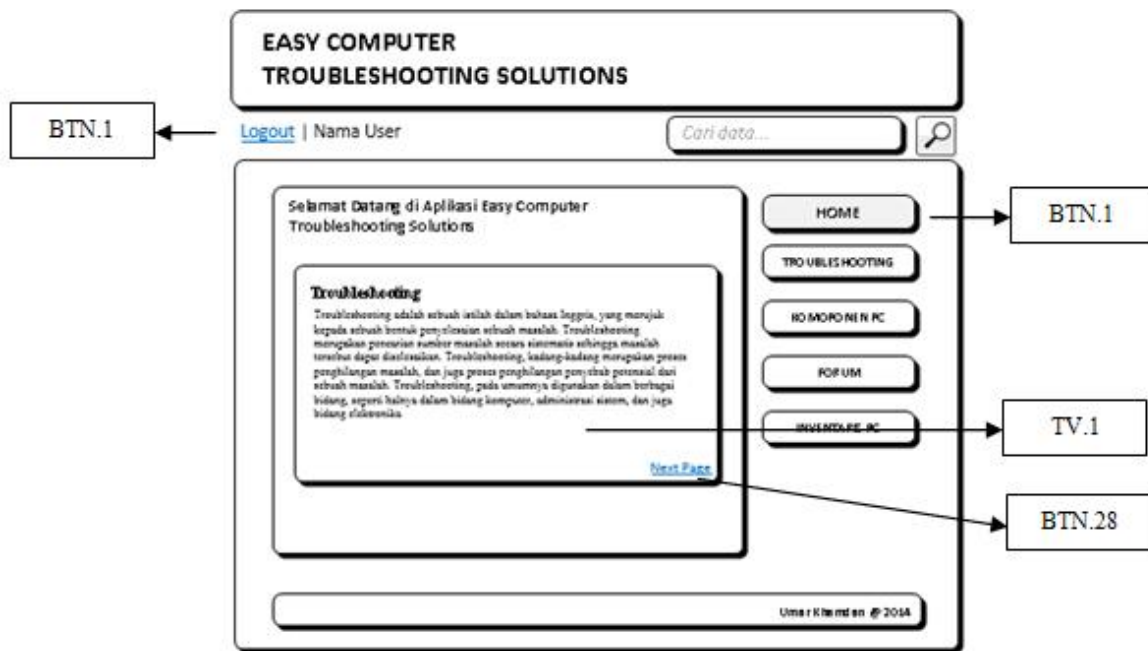 EASY COMPUTER
TROUBLESHOOTING SOLUTIONS
BTN.1
Logout | Nama User
Cari data...
Selamat Datang di Aplikasi Easy Computer
Troubleshooting Solutions
HOME
BTN.1
TROUBLESHOOTING
Troubleshooting
Troubleshooting adalah sebuah istilah dalam bahasa Inggris, yang merujuk
kepada sebuah bentuk penyelesaian sebuah masalah. Troubleshooting
merupakan pencarian sumber masalah secara sistematis sehingga masalah
tersebut dapat diselesaikan. Troubleshooting, kadang-kadang merupakan proses
penghilangan masalah, dan juga proses penghilangan penyebab potensial dari
sebuah masalah. Troubleshooting, pada umumnya digunakan dalam berbagai
bidang, seperti halnya dalam bidang komputer, administrasi sistem, dan juga
bidang elektronika
KOMOPONEN PC
FORUM
INVENTARIS PC
TV.1
Next Page
BTN.28
Umar Khamdan @ 2014